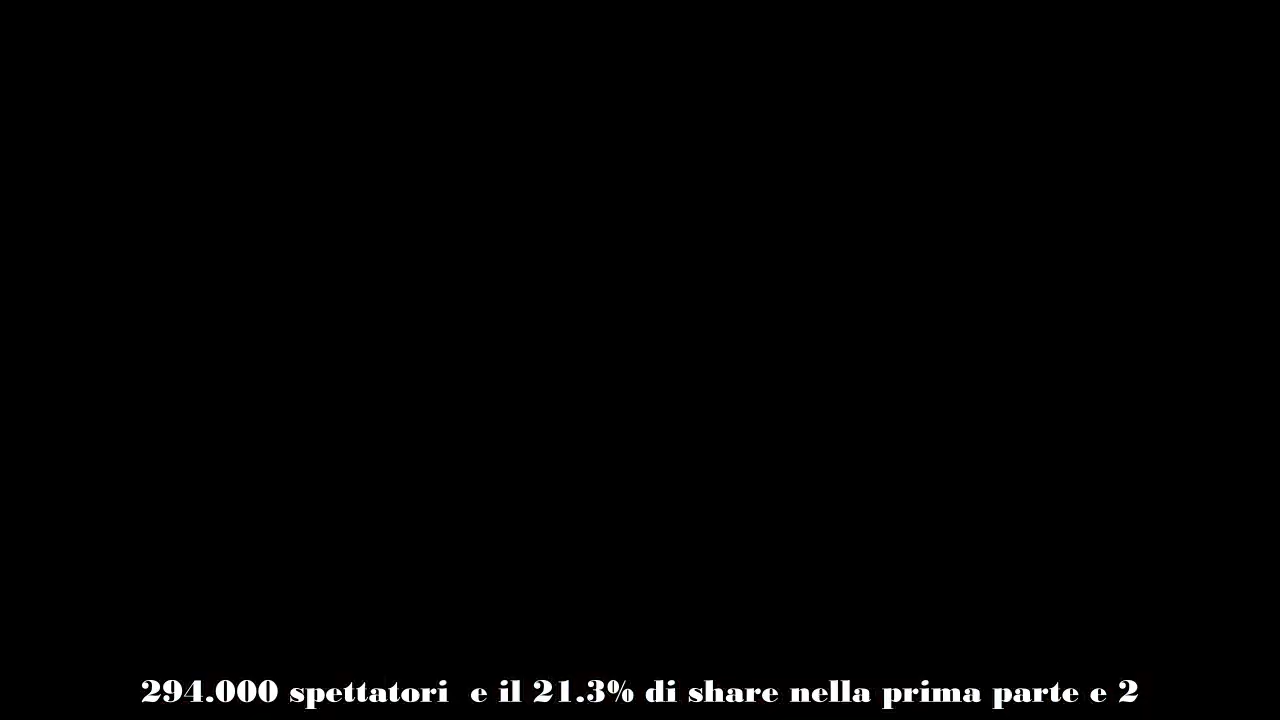 294.000 spettatori  e il 21.3% di share nella prima parte e 2